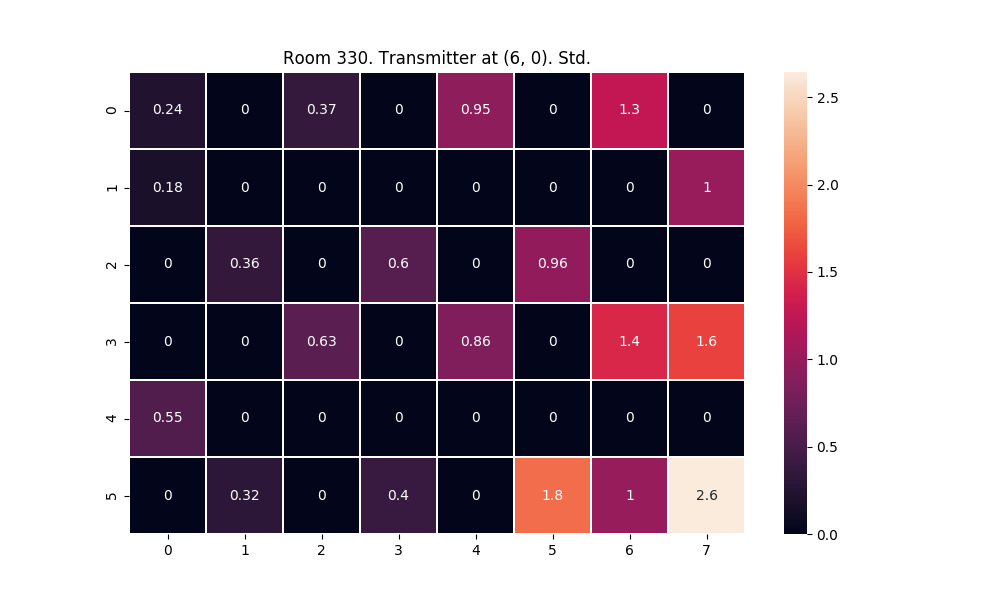 Room 330. Transmitter at (6, 0). Std.
0 0.24 0 0.37 0 0.95 0 1.3 0
1 0.18 0 0 0 0 0 0 1
2 0 0.36 0 0.6 0 0.96 0 0
3 0 0 0.63 0 0.86 0 1.4 1.6
4 0.55 0 0 0 0 0 0 0
5 0 0.32 0 0.4 0 1.8 1 2.6
0 1 2 3 4 5 6 7
2.5
2.0
1.5
1.0
0.5
0.0